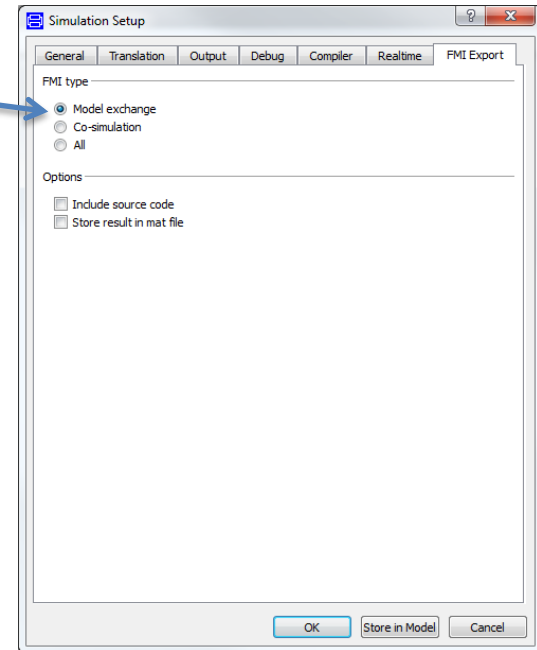 Simulation Setup
General Translation Output Debug Compiler Realtime FMI Export
FMI type
Model exchange
Co-simulation
All
Options
Include source code
Store result in mat file
OK Store in Model Cancel